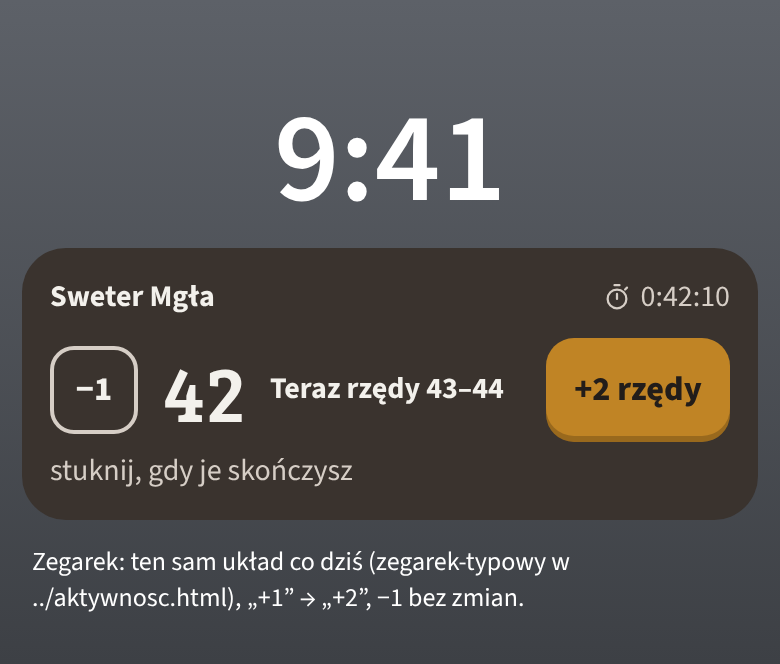 9:41
Sweter Mgła
0:42:10
−1
42
Teraz rzędy 43–44
+2 rzędy
stuknij, gdy je skończysz
Zegarek: ten sam układ co dziś (zegarek-typowy w
../aktywnosc.html), „+1” → „+2”, −1 bez zmian.